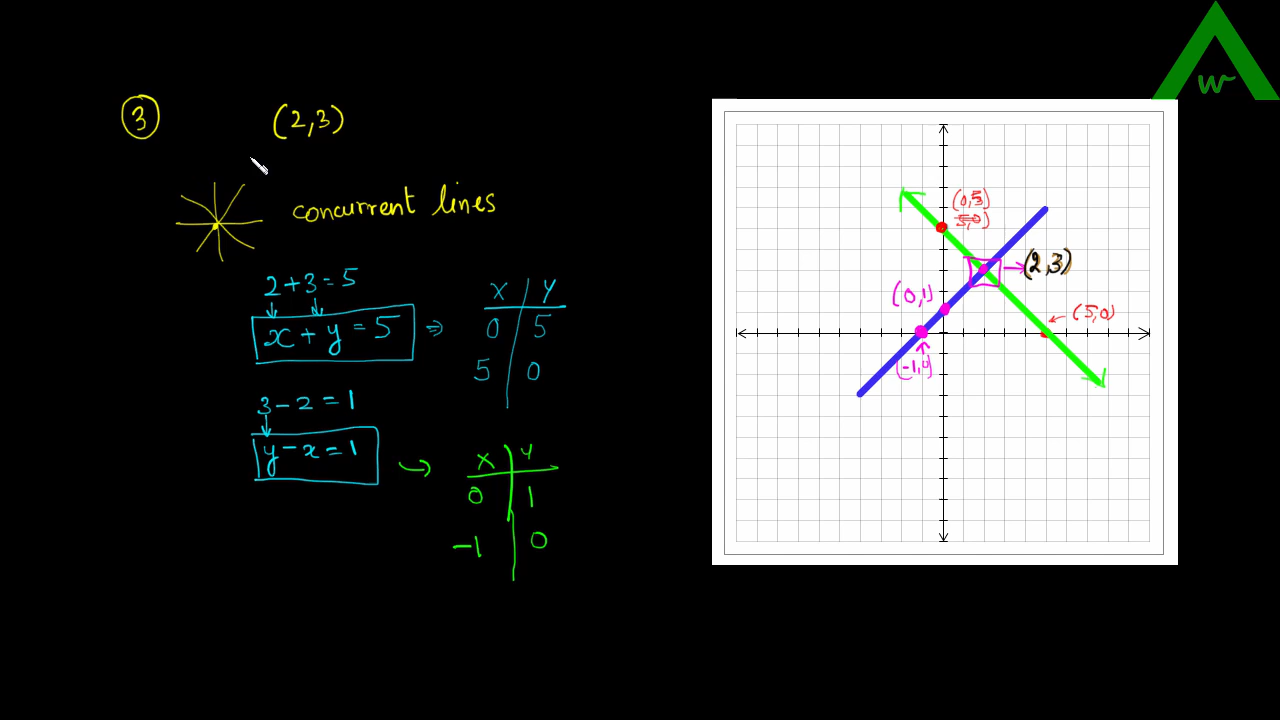 ③ (2,3)
concurrent lines
2+3=5
x+y=5 ⇒
X Y
0 5
5 0
3-2=1
y-x=1 →
X Y
0 1
-1 0
(0,5)
5,0)
(2,3)
(0,1)
(5,0)
(-1,0)
w